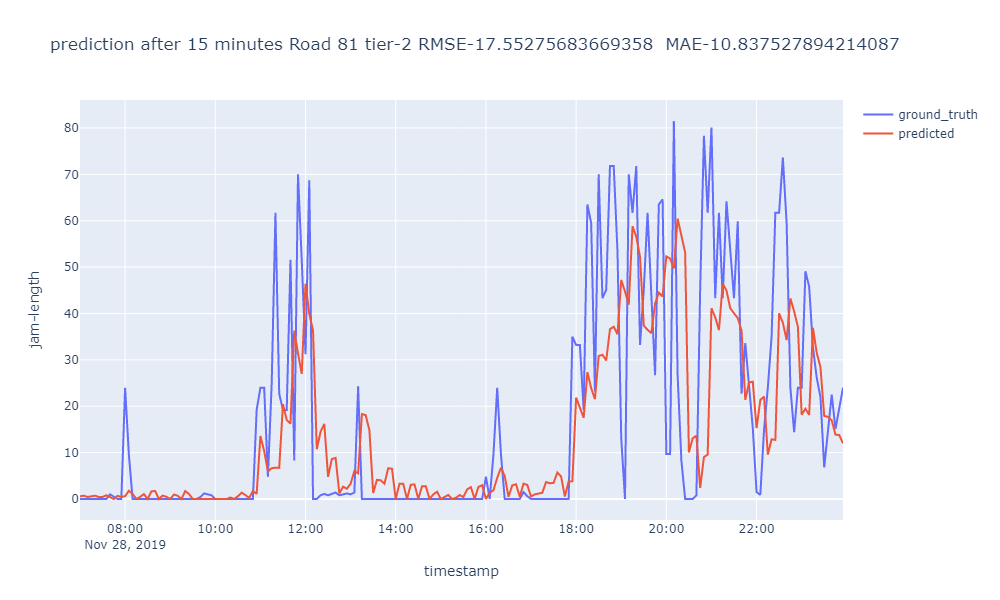 prediction after 15 minutes Road 81 tier-2 RMSE-17.55275683669358  MAE-10.837527894214087
ground_truth
predicted
80
70
60
50
40
30
20
10
0
jam-length
08:00 10:00 12:00 14:00 16:00 18:00 20:00 22:00
Nov 28, 2019
timestamp